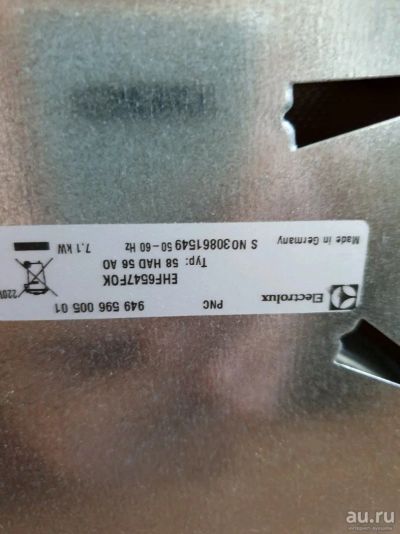 Electrolux
PNC 949 596 005 01
EHF6547FOK
Typ: 58 HAD 56 AO
220V
Made in Germany S NO30861549 50-60 Hz 7.1 kW
au.ru